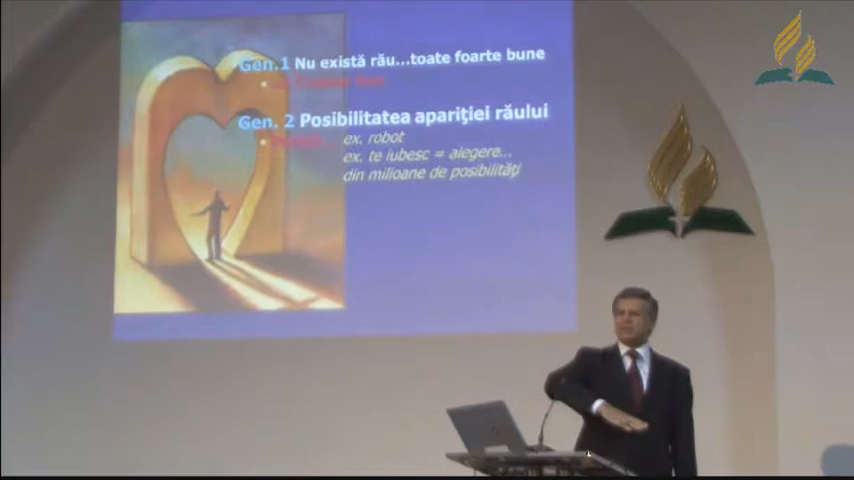 Gen.1 Nu există rău...toate foarte bune
Gen. 2 Posibilitatea apariţiei răului
ex. robot
ex. te iubesc = alegere...
din milioane de posibilităţi